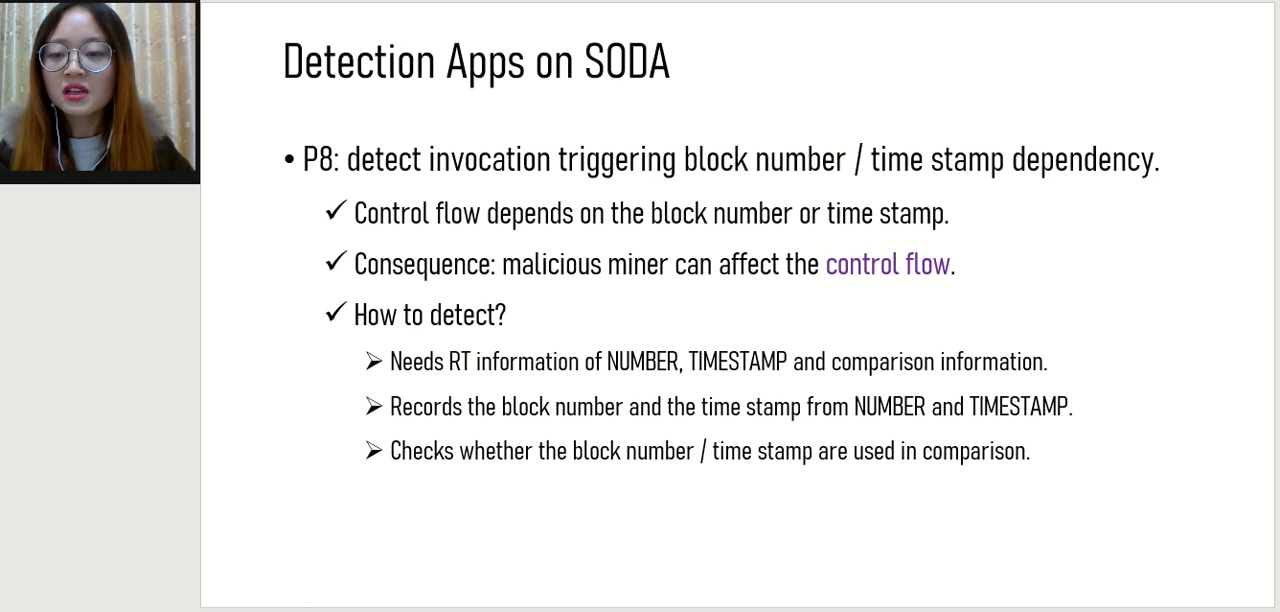 Detection Apps on SODA
• P8: detect invocation triggering block number / time stamp dependency.
✓ Control flow depends on the block number or time stamp.
✓ Consequence: malicious miner can affect the control flow.
✓ How to detect?
➢ Needs RT information of NUMBER, TIMESTAMP and comparison information.
➢ Records the block number and the time stamp from NUMBER and TIMESTAMP.
➢ Checks whether the block number / time stamp are used in comparison.